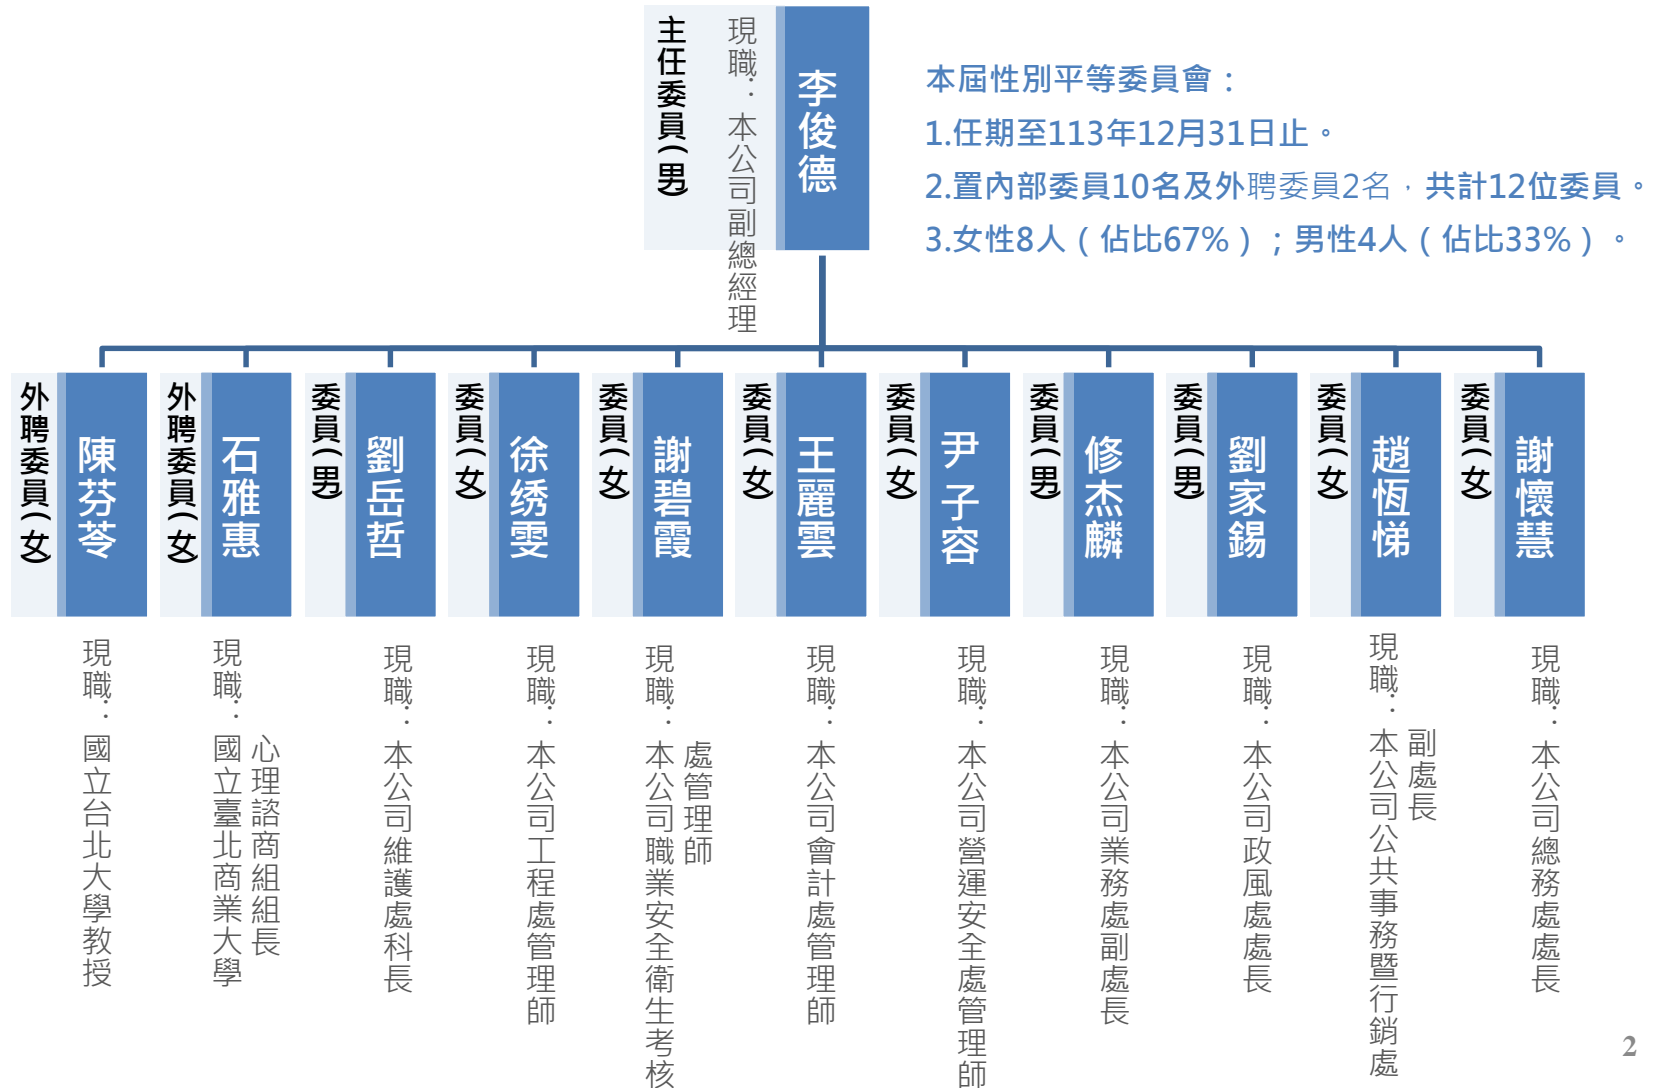 主任委員(男)
李俊德
現職：本公司副總經理
本屆性別平等委員會：
1.任期至113年12月31日止。
2.置內部委員10名及外聘委員2名，共計12位委員。
3.女性8人（佔比67%）；男性4人（佔比33%）。
外聘委員(女)
陳芬苓
現職：國立台北大學教授
外聘委員(女)
石雅惠
現職：國立臺北商業大學
心理諮商組組長
委員(男)
劉岳哲
現職：本公司維護處科長
委員(女)
徐绣雯
現職：本公司工程處管理師
委員(女)
謝碧霞
現職：本公司職業安全衛生考核
處管理師
委員(女)
王麗雲
現職：本公司會計處管理師
委員(女)
尹子容
現職：本公司營運安全處管理師
委員(男)
修杰麟
現職：本公司業務處副處長
委員(男)
劉家錫
現職：本公司政風處處長
委員(女)
趙恆悌
現職：本公司公共事務暨行銷處
副處長
委員(女)
謝懷慧
現職：本公司總務處處長
2